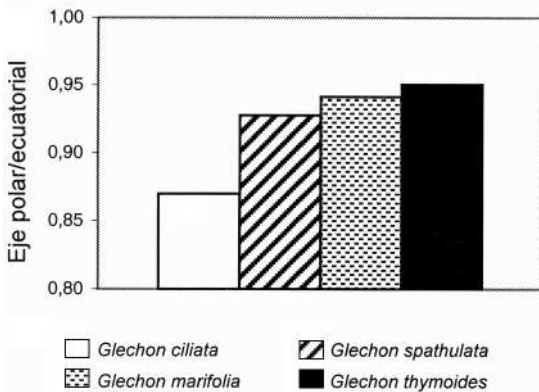 Eje polar/ecuatorial
1,00
0,95
0,90
0,85
0,80
Glechon ciliata
Glechon spathulata
Glechon marifolia
Glechon thymoides